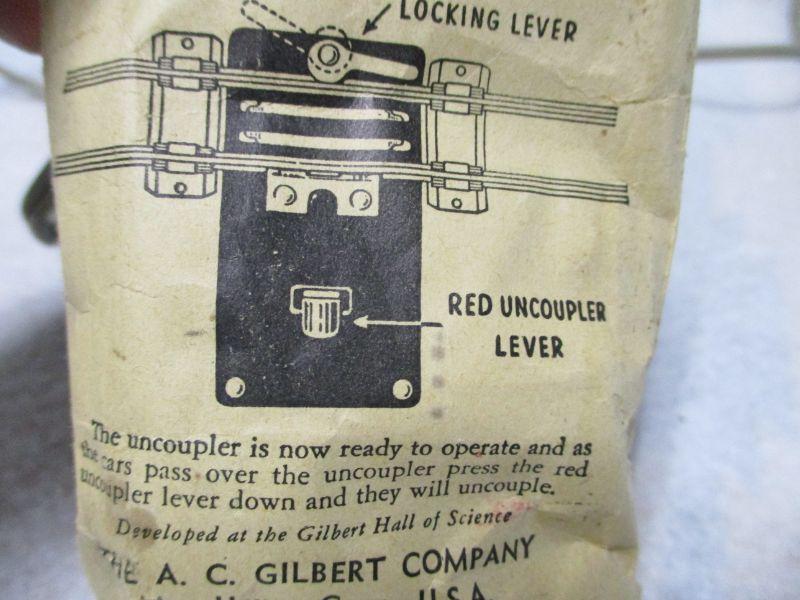 LOCKING LEVER
RED UNCOUPLER
LEVER
The uncoupler is now ready to operate and as
the cars pass over the uncoupler press the red
uncoupler lever down and they will uncouple.
Developed at the Gilbert Hall of Science
THE A. C. GILBERT COMPANY
U.S.A.